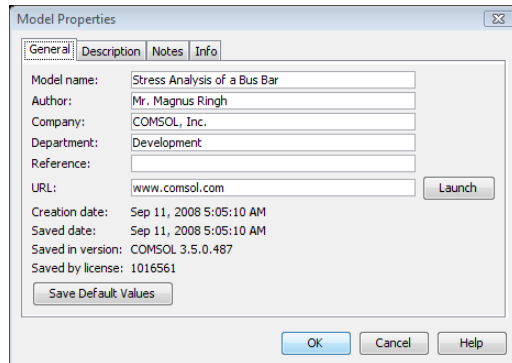 Model Properties
General Description Notes Info
Model name: Stress Analysis of a Bus Bar
Author: Mr. Magnus Ringh
Company: COMSOL, Inc.
Department: Development
Reference:
URL: www.comsol.com Launch
Creation date: Sep 11, 2008 5:05:10 AM
Saved date: Sep 11, 2008 5:05:10 AM
Saved in version: COMSOL 3.5.0.487
Saved by license: 1016561
Save Default Values
OK Cancel Help